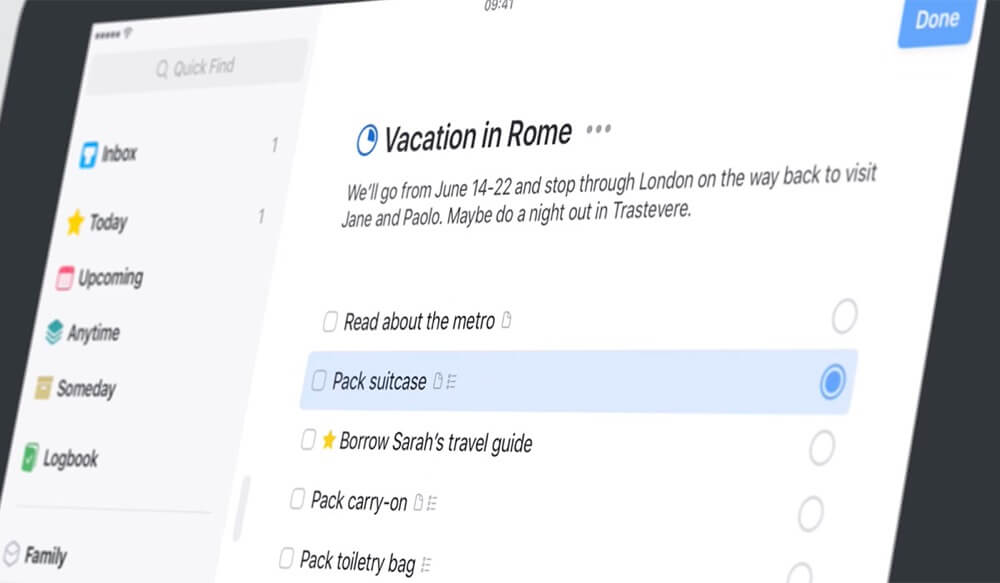 09:41
Done
Quick Find
Inbox 1
Today 1
Upcoming
Anytime
Someday
Logbook
Family
Vacation in Rome
We'll go from June 14-22 and stop through London on the way back to visit
Jane and Paolo. Maybe do a night out in Trastevere.
Read about the metro
Pack suitcase
Borrow Sarah's travel guide
Pack carry-on
Pack toiletry bag